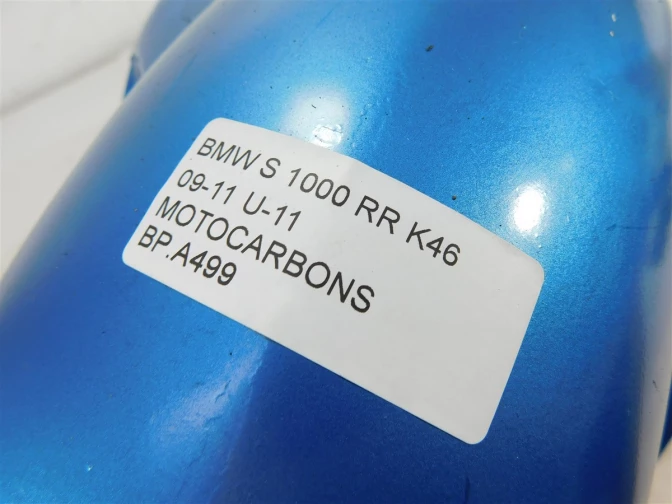 BMW S 1000 RR K46
09-11 U-11
MOTOCARBONS
BP.A499